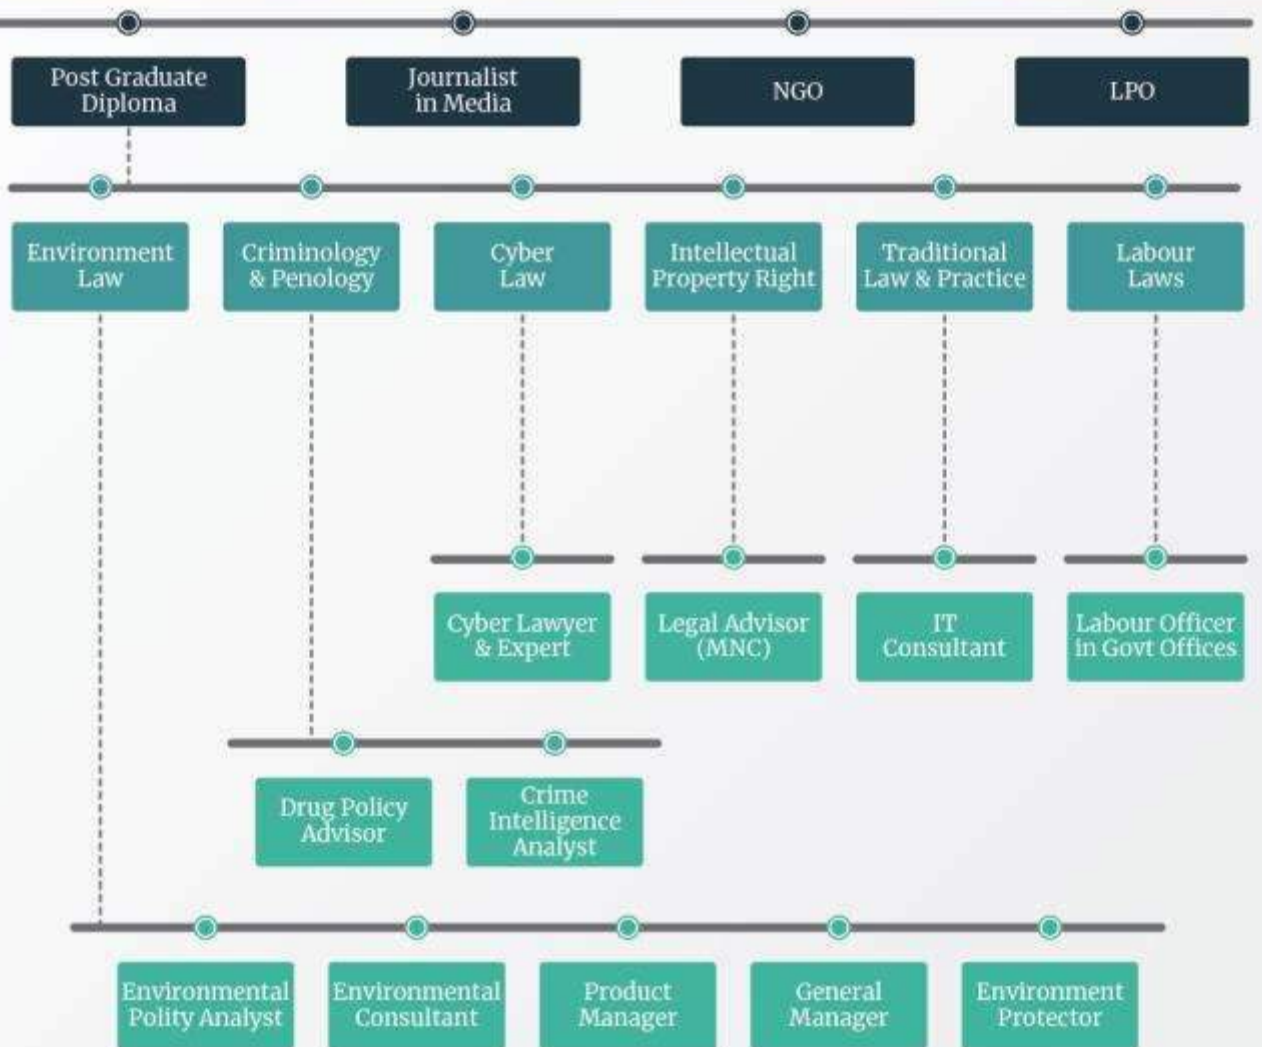 Post Graduate
Diploma
Journalist
in Media
NGO
LPO
Environment
Law
Criminology
& Penology
Cyber
Law
Intellectual
Property Right
Traditional
Law & Practice
Labour
Laws
Cyber Lawyer
& Expert
Legal Advisor
(MNC)
IT
Consultant
Labour Officer
in Govt Offices
Drug Policy
Advisor
Crime
Intelligence
Analyst
Environmental
Polity Analyst
Environmental
Consultant
Product
Manager
General
Manager
Environment
Protector